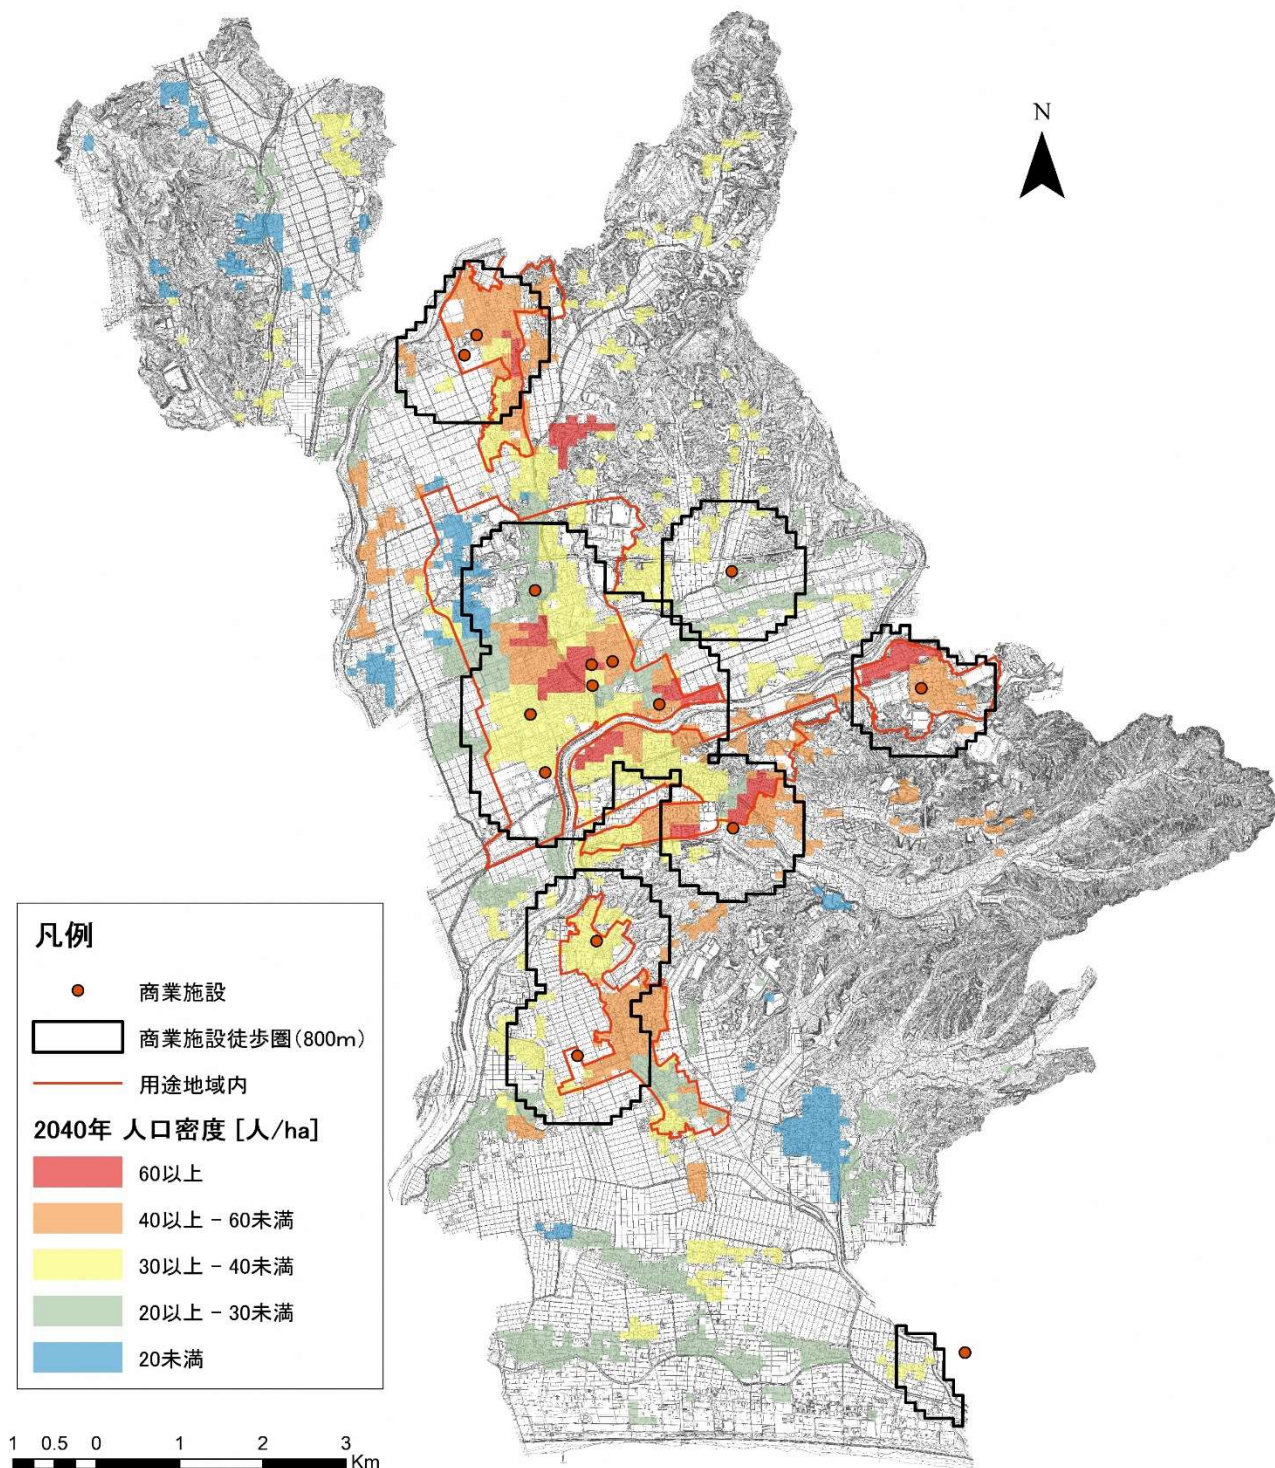 N
凡例
商業施設
商業施設徒歩圏(800m)
用途地域内
2040年 人口密度 [人/ha]
60以上
40以上 - 60未満
30以上 - 40未満
20以上 - 30未満
20未満
1 0.5 0 1 2 3
Km